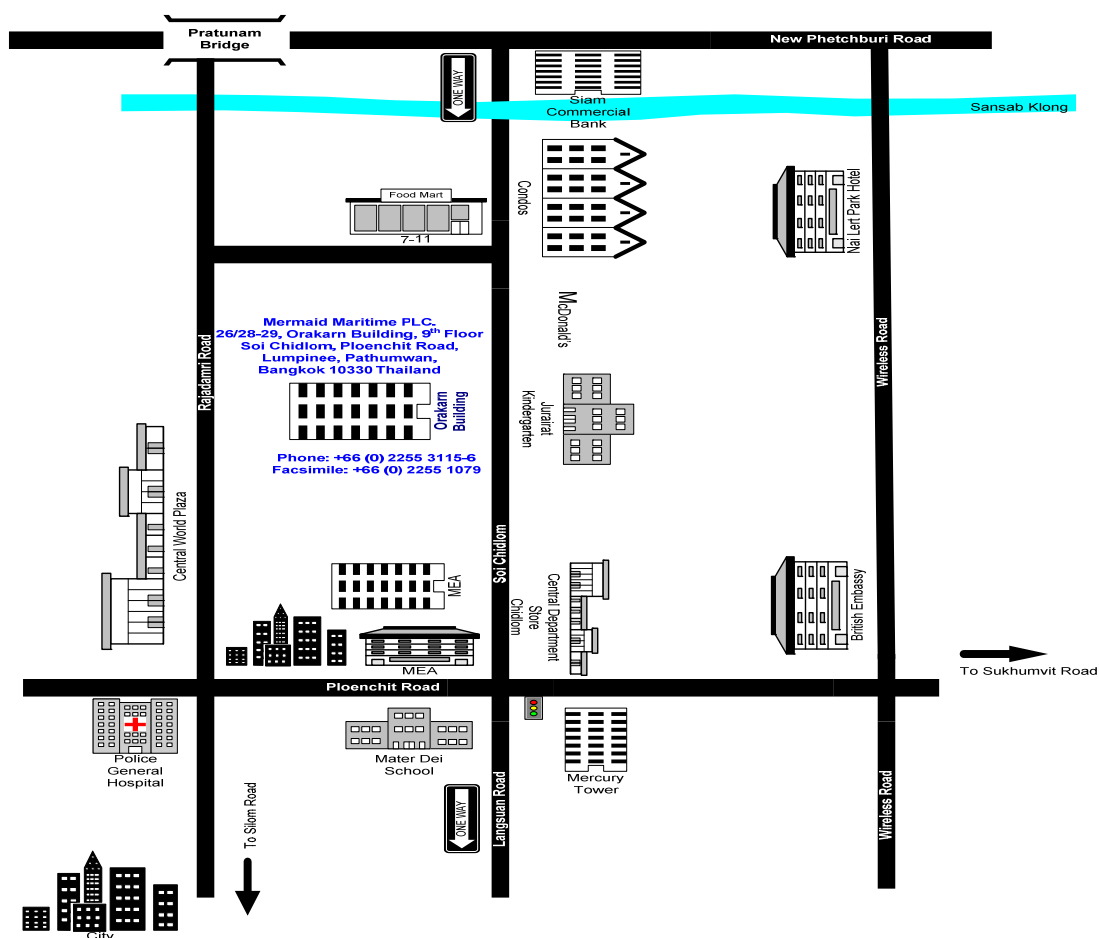 Pratunam
Bridge
New Phetchburi Road
ONE WAY
Siam
Commercial
Bank
Sansab Klong
Condos
Food Mart
7-11
Nai Lert Park Hotel
McDonald's
Mermaid Maritime PLC.
26/28-29, Orakarn Building, 9th Floor
Soi Chidlom, Ploenchit Road,
Lumpinee, Pathumwan,
Bangkok 10330 Thailand
Rajadamri Road
Wireless Road
Orakarn
Building
Jurairat
Kindergarten
Phone: +66 (0) 2255 3115-6
Facsimile: +66 (0) 2255 1079
Central World Plaza
Soi Chidlom
MEA
Central Department
Store
Chidlom
British Embassy
MEA
To Sukhumvit Road
Ploenchit Road
Police
General
Hospital
Mater Dei
School
Mercury
Tower
To Silom Road
ONE WAY
Langsuan Road
Wireless Road
City